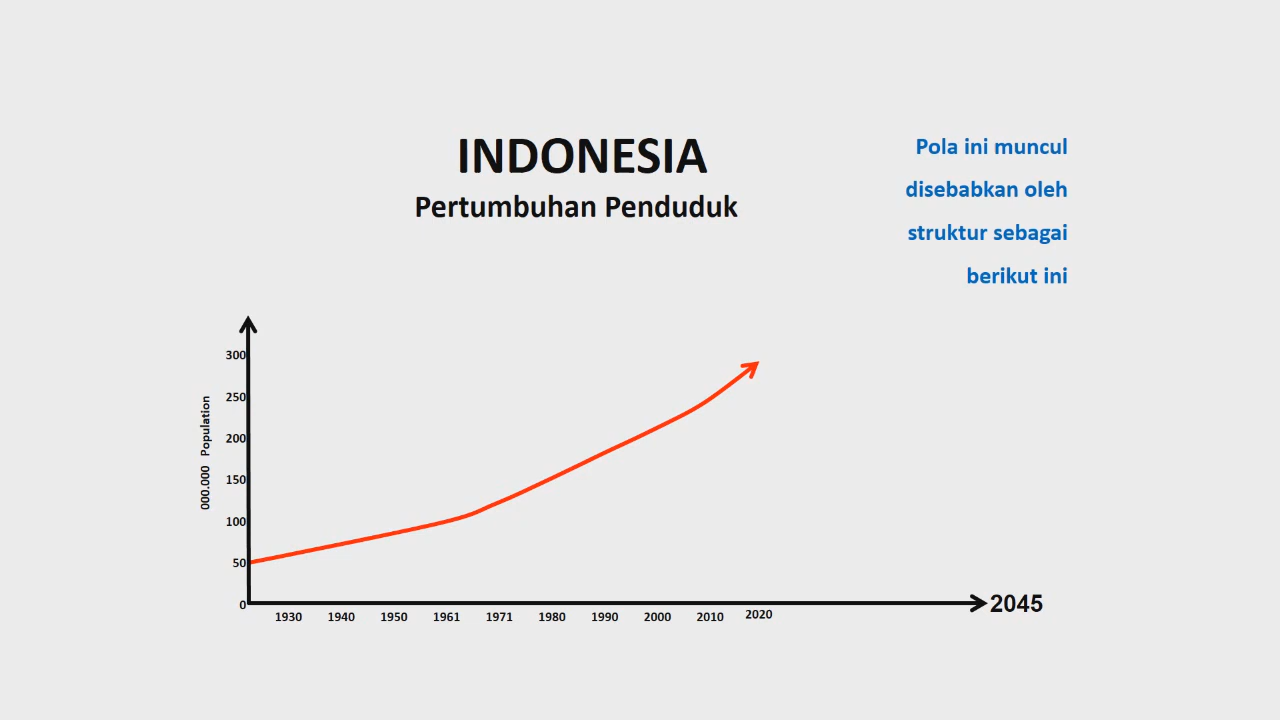 INDONESIA
Pertumbuhan Penduduk
Pola ini muncul
disebabkan oleh
struktur sebagai
berikut ini
000.000 Population
300
250
200
150
100
50
0
1930 1940 1950 1961 1971 1980 1990 2000 2010 2020
2045